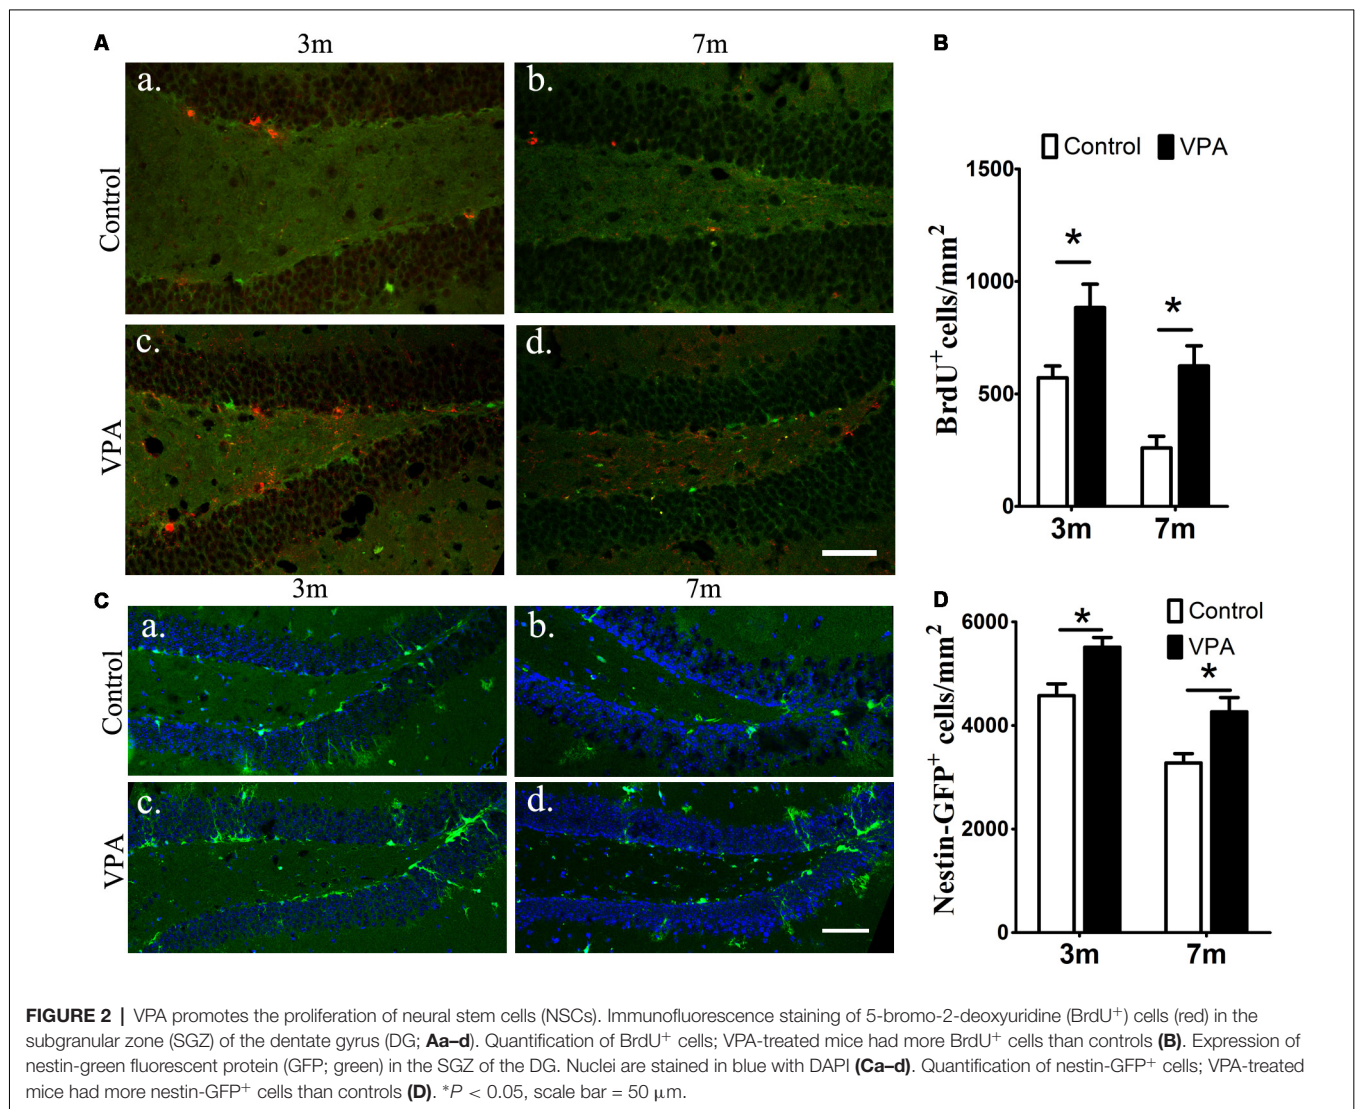 A
3m
7m
B
a.
b.
Control
c.
d.
VPA
Control
VPA
1500
1000
500
0
*
*
BrdU⁺ cells/mm²
3m
7m
C
3m
7m
D
a.
b.
Control
c.
d.
VPA
Control
VPA
6000
4000
2000
0
*
*
Nestin-GFP⁺ cells/mm²
3m
7m
FIGURE 2 | VPA promotes the proliferation of neural stem cells (NSCs). Immunofluorescence staining of 5-bromo-2-deoxyuridine (BrdU⁺) cells (red) in the
subgranular zone (SGZ) of the dentate gyrus (DG; Aa–d). Quantification of BrdU⁺ cells; VPA-treated mice had more BrdU⁺ cells than controls (B). Expression of
nestin-green fluorescent protein (GFP; green) in the SGZ of the DG. Nuclei are stained in blue with DAPI (Ca–d). Quantification of nestin-GFP⁺ cells; VPA-treated
mice had more nestin-GFP⁺ cells than controls (D). *P < 0.05, scale bar = 50 μm.